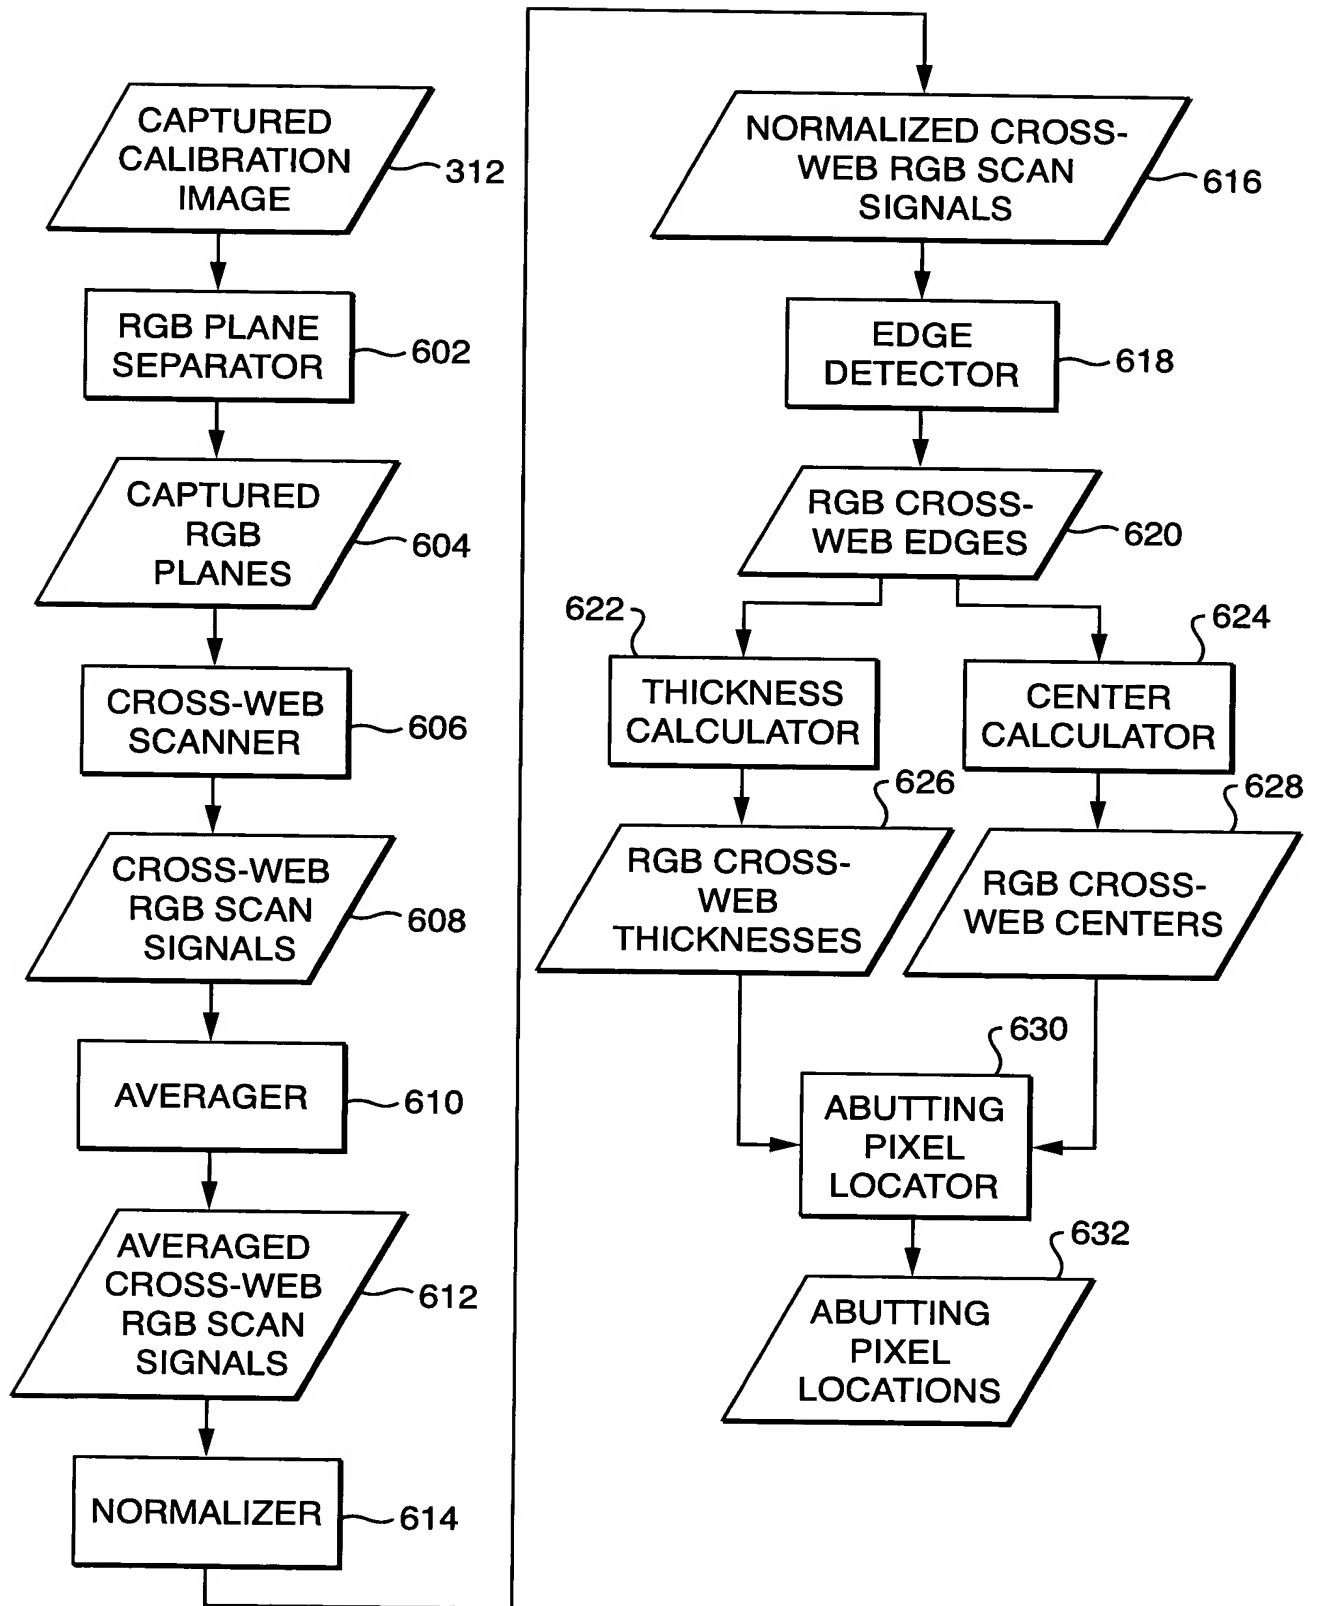 CAPTURED
CALIBRATION
IMAGE
312
RGB PLANE
SEPARATOR
602
CAPTURED
RGB
PLANES
604
CROSS-WEB
SCANNER
606
CROSS-WEB
RGB SCAN
SIGNALS
608
AVERAGER
610
AVERAGED
CROSS-WEB
RGB SCAN
SIGNALS
612
NORMALIZER
614
NORMALIZED CROSS-
WEB RGB SCAN
SIGNALS
616
EDGE
DETECTOR
618
RGB CROSS-
WEB EDGES
620
622
THICKNESS
CALCULATOR
624
CENTER
CALCULATOR
626
RGB CROSS-
WEB
THICKNESSES
628
RGB CROSS-
WEB CENTERS
630
ABUTTING
PIXEL
LOCATOR
632
ABUTTING
PIXEL
LOCATIONS